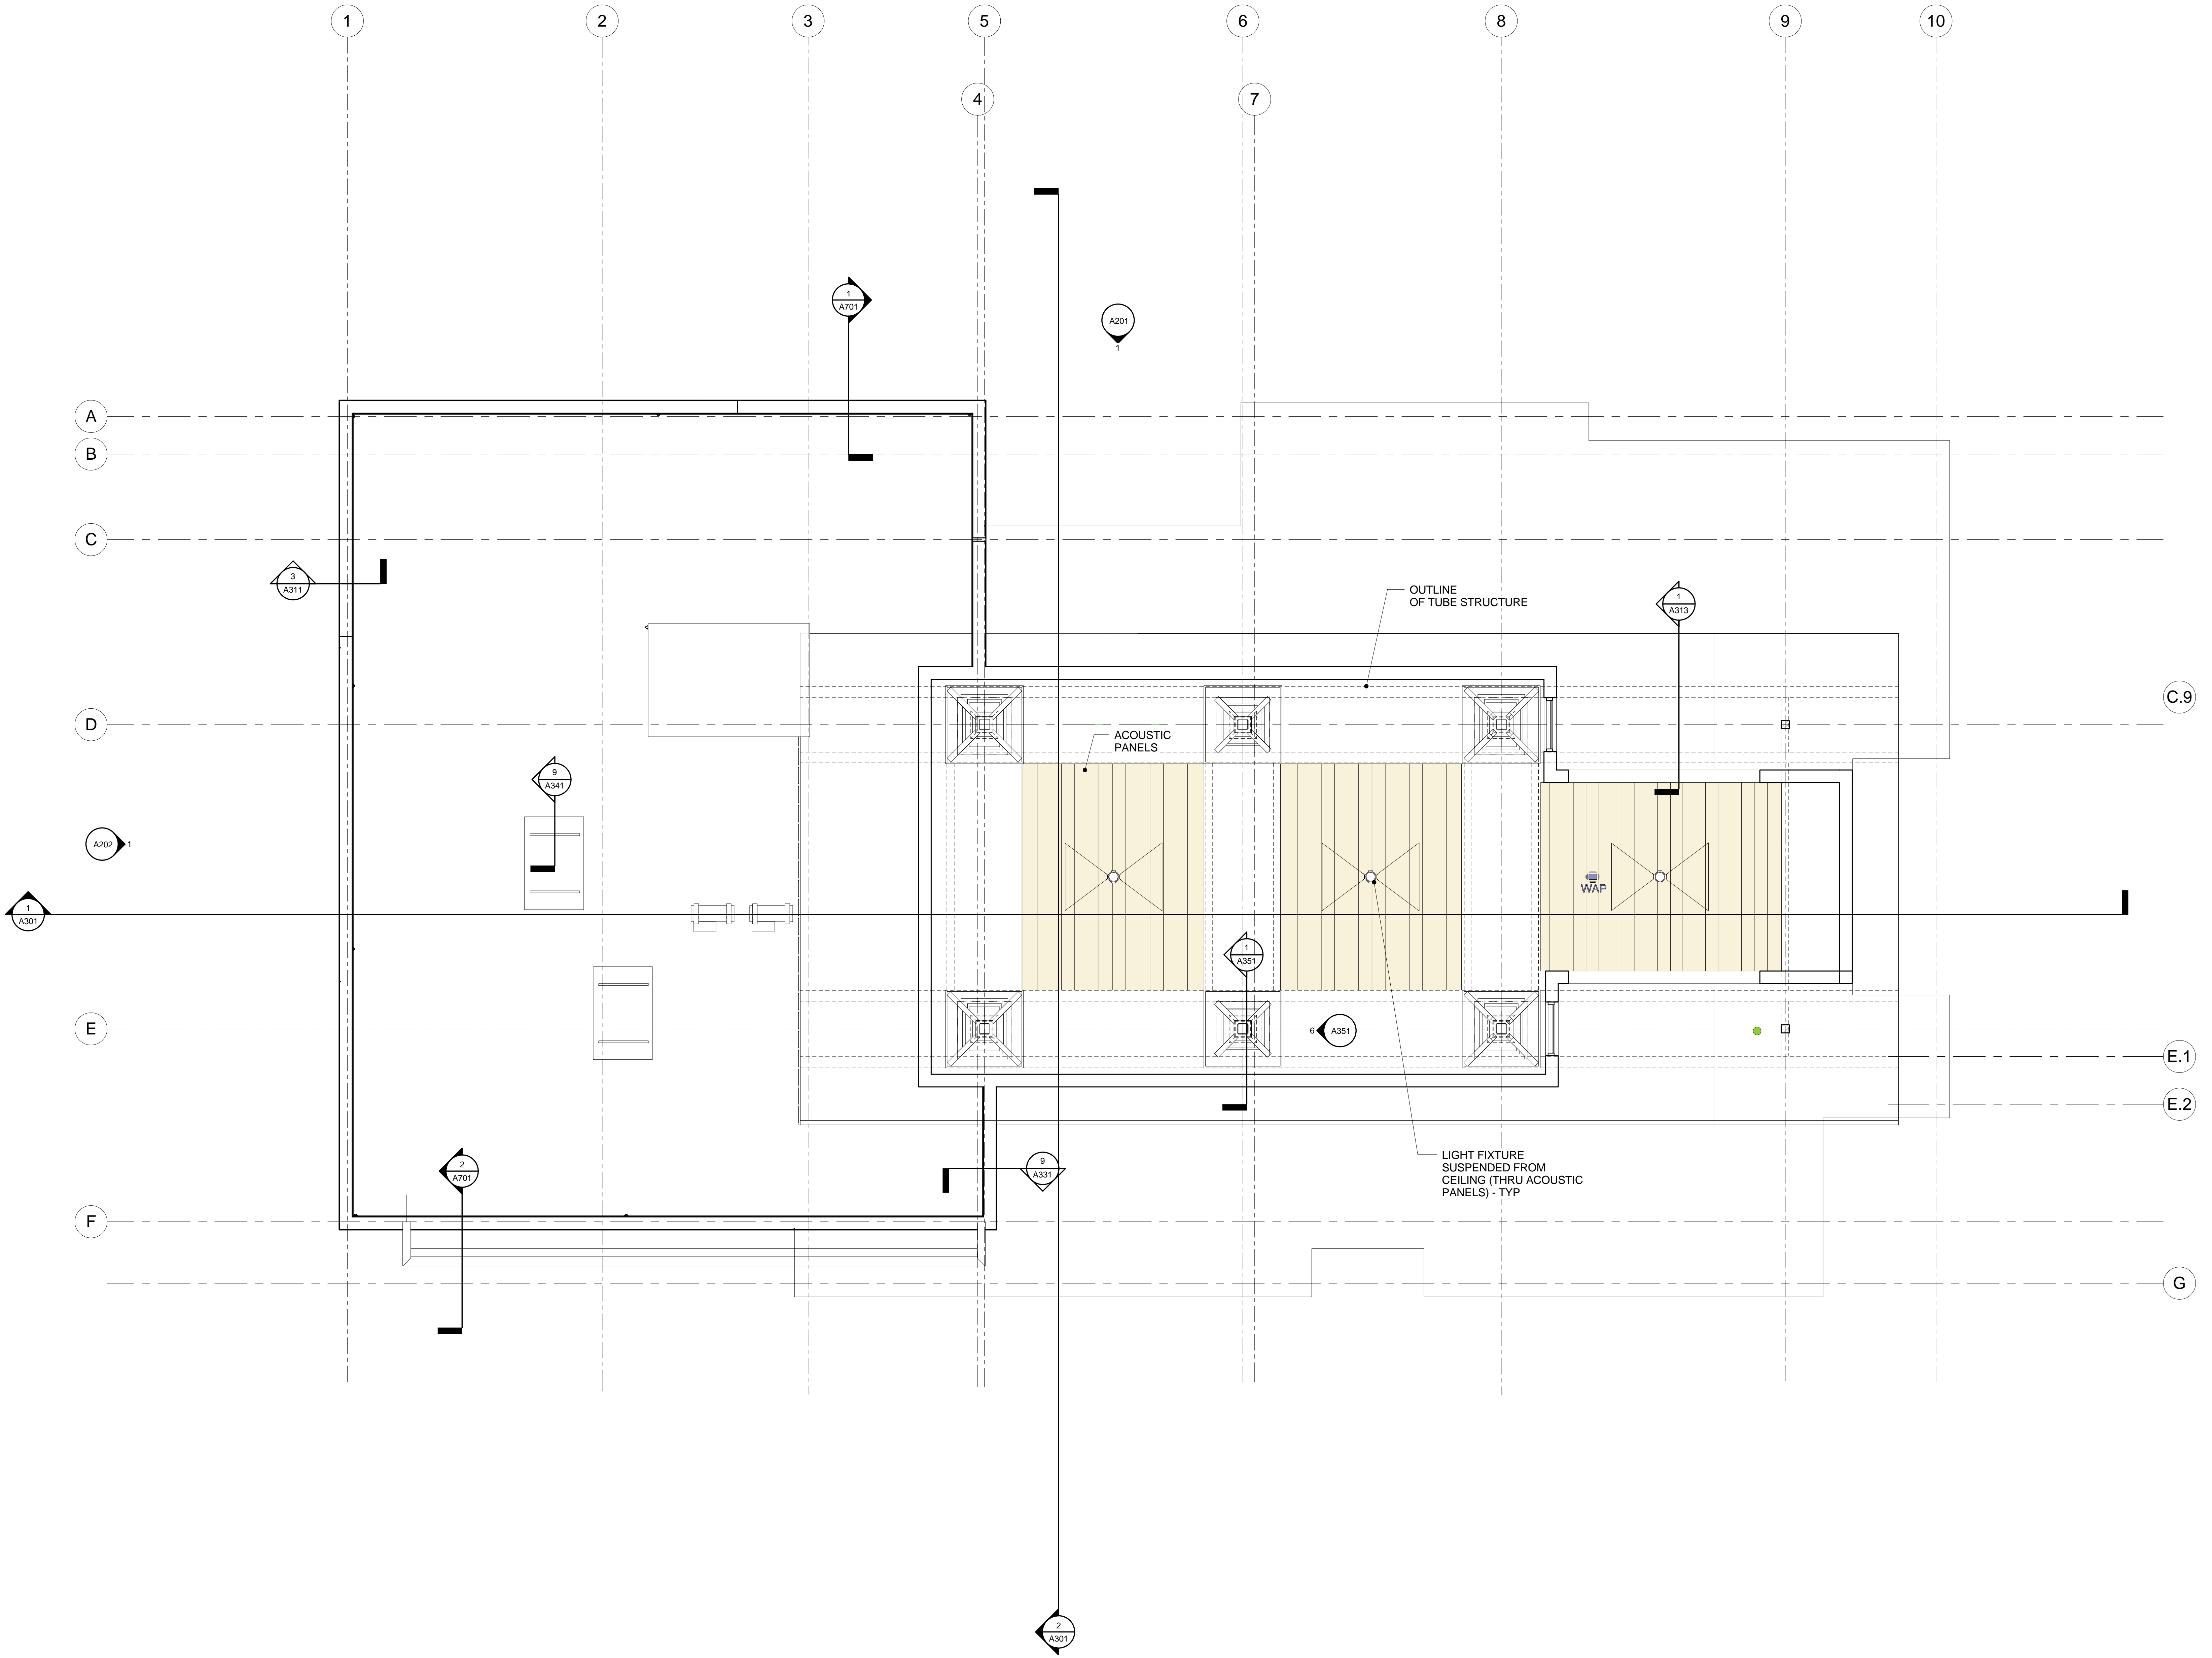 1
2
3
5
6
8
9
10
4
7
1
A701
A201
1
A
B
C
3
A311
OUTLINE
OF TUBE STRUCTURE
1
A313
C.9
D
ACOUSTIC
PANELS
9
A341
A202
1
WAP
1
A301
1
A351
E
6
A351
E.1
E.2
LIGHT FIXTURE
SUSPENDED FROM
CEILING (THRU ACOUSTIC
PANELS) - TYP
2
A701
9
A331
F
G
2
A301